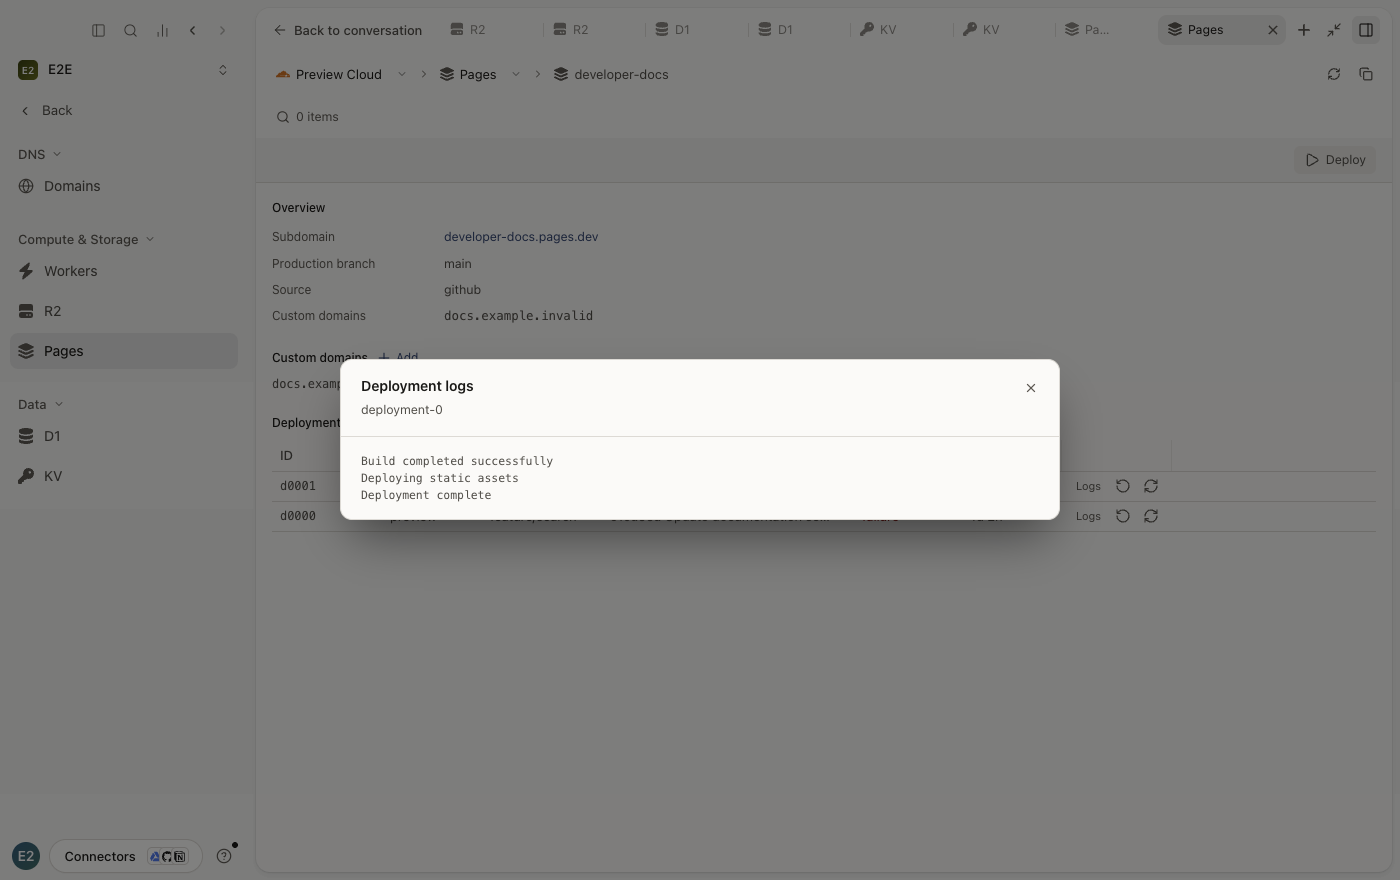 Back to conversation
R2
R2
D1
D1
KV
KV
Pa...
Pages
E2 E2E
Preview Cloud
Pages
developer-docs
Back
0 items
DNS
Deploy
Domains
Overview
Subdomain developer-docs.pages.dev
Compute & Storage
Production branch main
Workers
Source github
R2
Custom domains docs.example.invalid
Pages
Custom domains + Add
docs.examp
Deployment logs
deployment-0
Data
Deployment
D1
ID
KV
Build completed successfully
Deploying static assets
Deployment complete
d0001
Logs
d0000
Logs
E2
Connectors